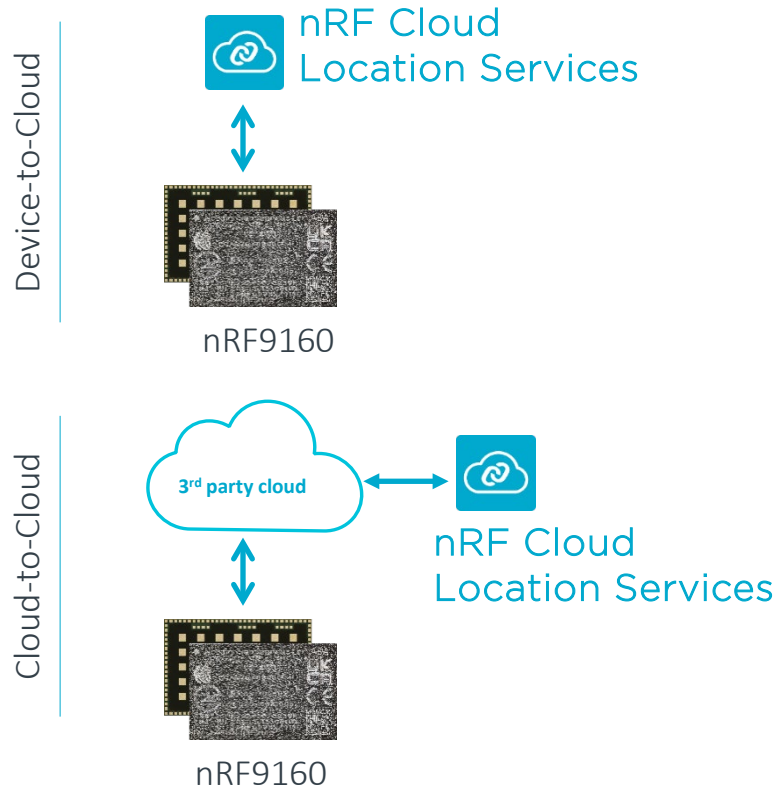 Device-to-Cloud
nRF Cloud
Location Services
nRF9160
Cloud-to-Cloud
3rd party cloud
nRF Cloud
Location Services
nRF9160